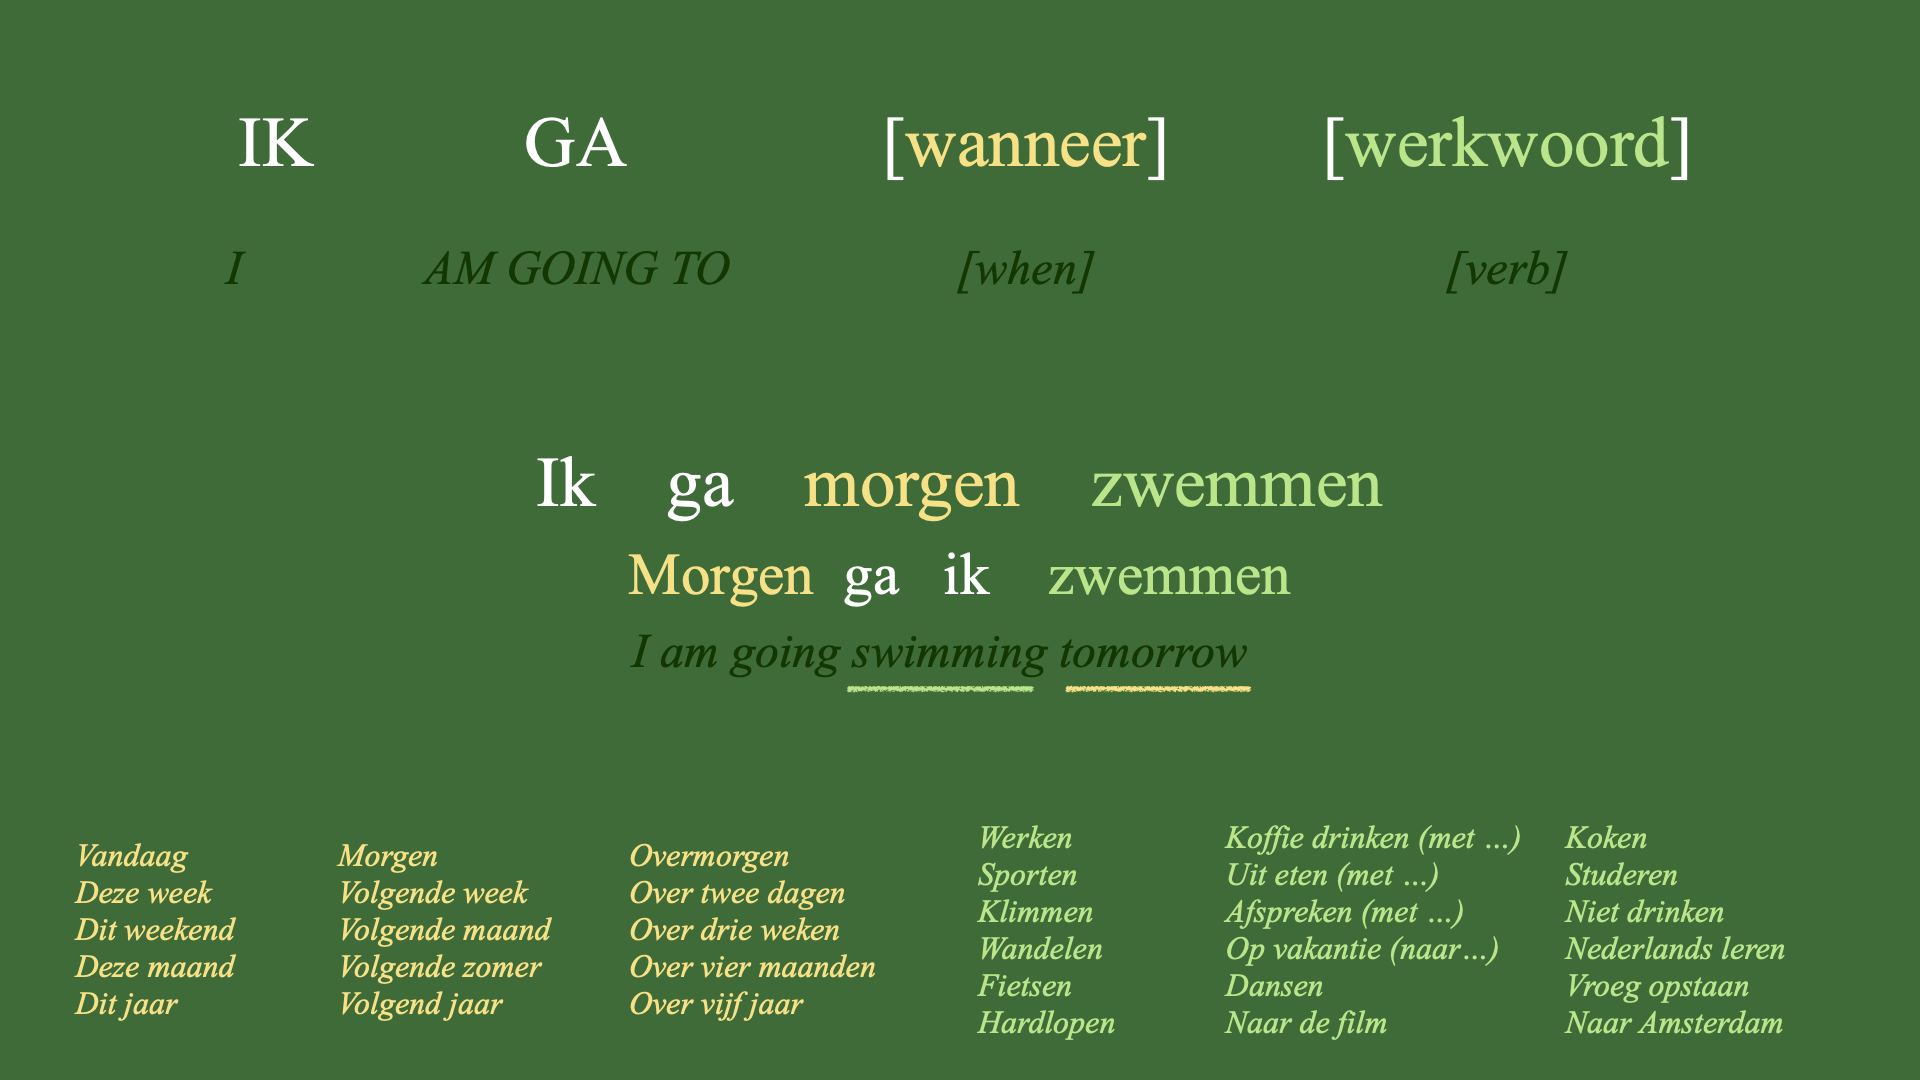 IK GA [wanneer] [werkwoord]
I AM GOING TO [when] [verb]
Ik ga morgen zwemmen
Morgen ga ik zwemmen
I am going swimming tomorrow
Vandaag
Deze week
Dit weekend
Deze maand
Dit jaar
Morgen
Volgende week
Volgende maand
Volgende zomer
Volgend jaar
Overmorgen
Over twee dagen
Over drie weken
Over vier maanden
Over vijf jaar
Werken
Sporten
Klimmen
Wandelen
Fietsen
Hardlopen
Koffie drinken (met …)
Uit eten (met …)
Afspreken (met …)
Op vakantie (naar…)
Dansen
Naar de film
Koken
Studeren
Niet drinken
Nederlands leren
Vroeg opstaan
Naar Amsterdam